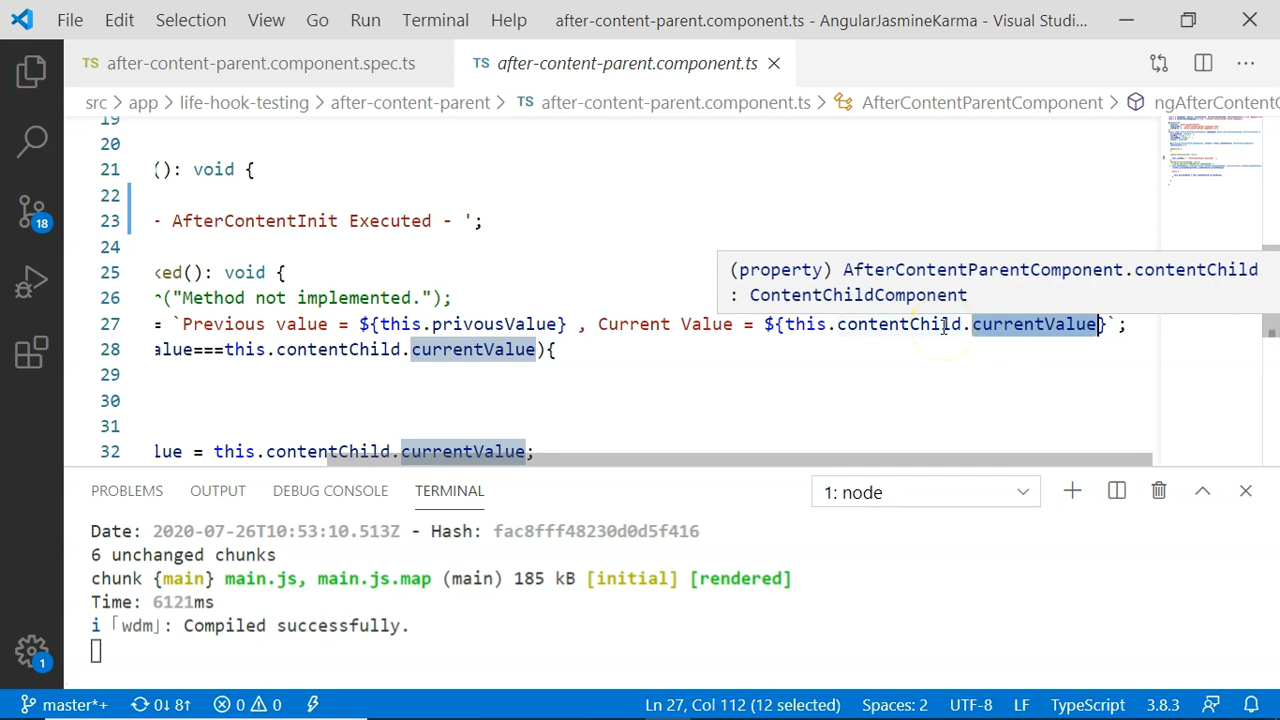 File Edit Selection View Go Run Terminal Help after-content-parent.component.ts - AngularJasmineKarma - Visual Studi...
TS after-content-parent.component.spec.ts TS after-content-parent.component.ts
src > app > life-hook-testing > after-content-parent > TS after-content-parent.component.ts > AfterContentParentComponent > ngAfterContentC
19
20
21 (): void {
22
23 - AfterContentInit Executed - ';
24
(property) AfterContentParentComponent.contentChild
: ContentChildComponent
25 ked(): void {
26 r("Method not implemented.");
27 = `Previous value = ${this.privousValue} , Current Value = ${this.contentChild.currentValue}`;
28 alue===this.contentChild.currentValue){
29
30
31
32 lue = this.contentChild.currentValue;
18
PROBLEMS OUTPUT DEBUG CONSOLE TERMINAL 1: node
Date: 2020-07-26T10:53:10.513Z - Hash: fac8fff48230d0d5f416
6 unchanged chunks
chunk {main} main.js, main.js.map (main) 185 kB [initial] [rendered]
Time: 6121ms
i 「wdm」: Compiled successfully.
1
master*+ 0↓ 8↑ 0 0 Ln 27, Col 112 (12 selected) Spaces: 2 UTF-8 LF TypeScript 3.8.3